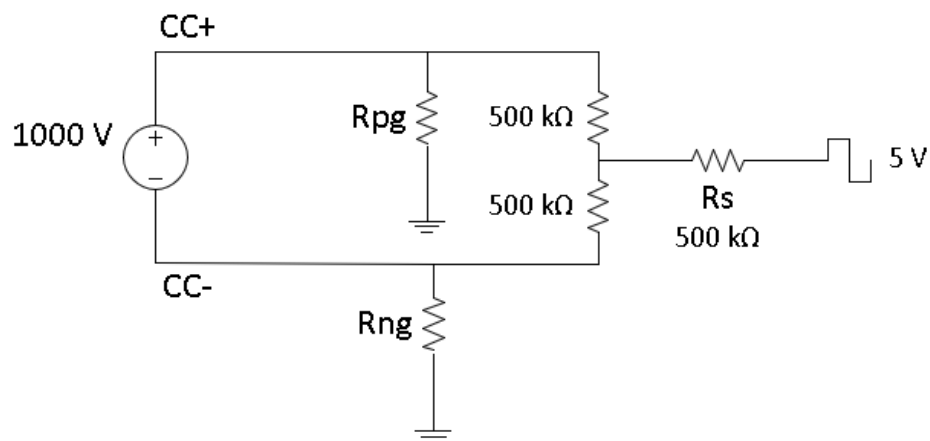 CC+
1000 V
+
−
Rpg
500 kΩ
500 kΩ
Rs
500 kΩ
5 V
CC-
Rng